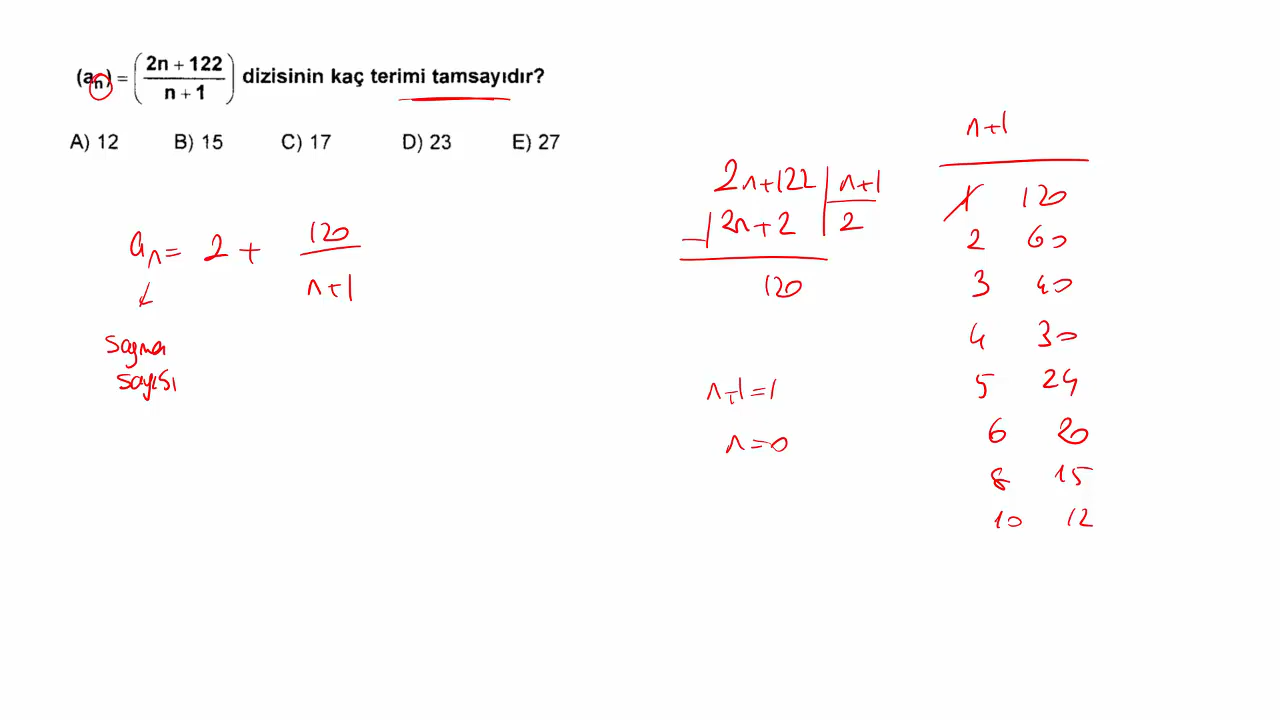 (aₙ) = (2n + 122 / n + 1) dizisinin kaç terimi tamsayıdır?
A) 12 B) 15 C) 17 D) 23 E) 27
aₙ = 2 + 120 / n+1
sayma
sayısı
2n+122 | n+1
- 2n+2 | 2
120
n+1=1
n=0
n+1
1 120
2 60
3 40
4 30
5 24
6 20
8 15
10 12